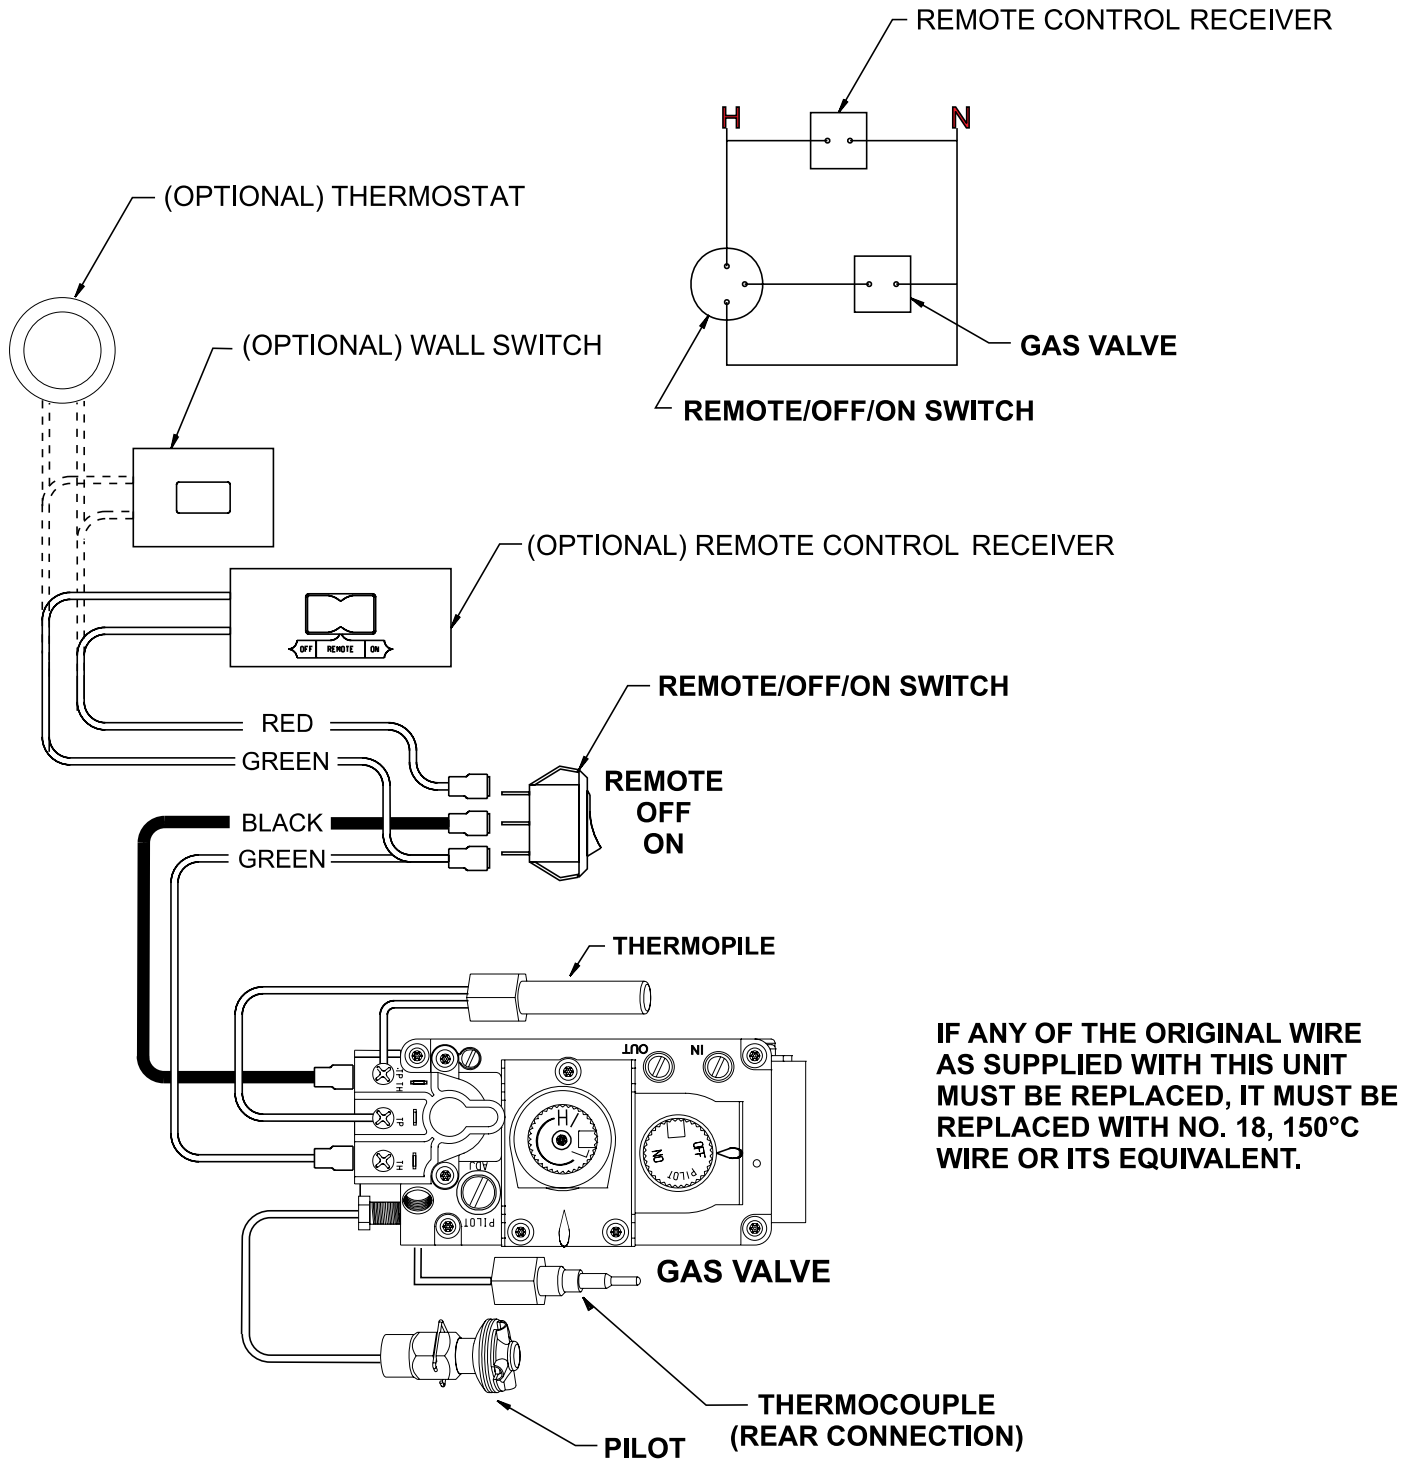 REMOTE CONTROL RECEIVER
H
N
(OPTIONAL) THERMOSTAT
(OPTIONAL) WALL SWITCH
GAS VALVE
REMOTE/OFF/ON SWITCH
(OPTIONAL) REMOTE CONTROL RECEIVER
OFF REMOTE ON
REMOTE/OFF/ON SWITCH
RED
GREEN
BLACK
GREEN
REMOTE
OFF
ON
THERMOPILE
IF ANY OF THE ORIGINAL WIRE
AS SUPPLIED WITH THIS UNIT
MUST BE REPLACED, IT MUST BE
REPLACED WITH NO. 18, 150°C
WIRE OR ITS EQUIVALENT.
OUT
IN
TP TH
TP
TH
HI
OFF
PILOT
ON
ADJ
PILOT
GAS VALVE
THERMOCOUPLE
(REAR CONNECTION)
PILOT